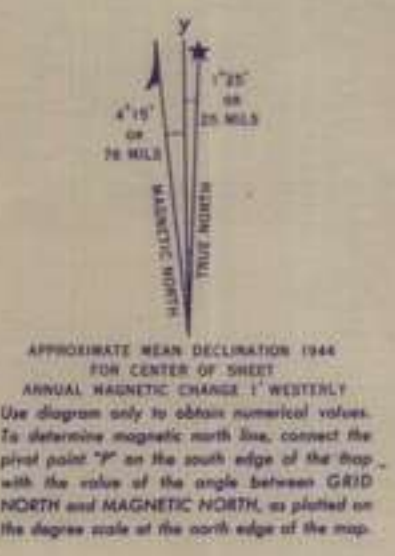 y
1°25'
OR
25 MILS
4°15'
OR
76 MILS
MAGNETIC NORTH
TRUE NORTH
APPROXIMATE MEAN DECLINATION 1944
FOR CENTER OF SHEET
ANNUAL MAGNETIC CHANGE 1' WESTERLY
Use diagram only to obtain numerical values.
To determine magnetic north line, connect the
pivot point "P" on the south edge of the map
with the value of the angle between GRID
NORTH and MAGNETIC NORTH, as plotted on
the degree scale at the north edge of the map.